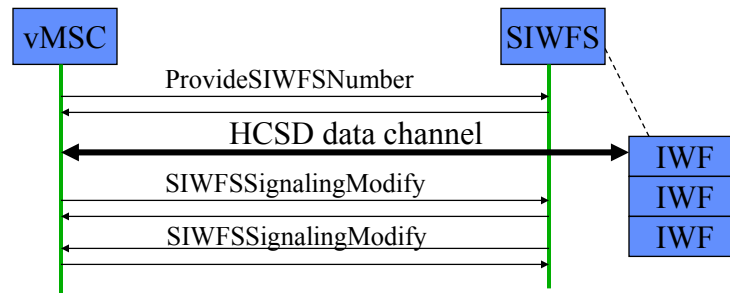 vMSC
SIWFS
ProvideSIWFSNumber
HCSD data channel
IWF
SIWFSSignalingModify
IWF
SIWFSSignalingModify
IWF